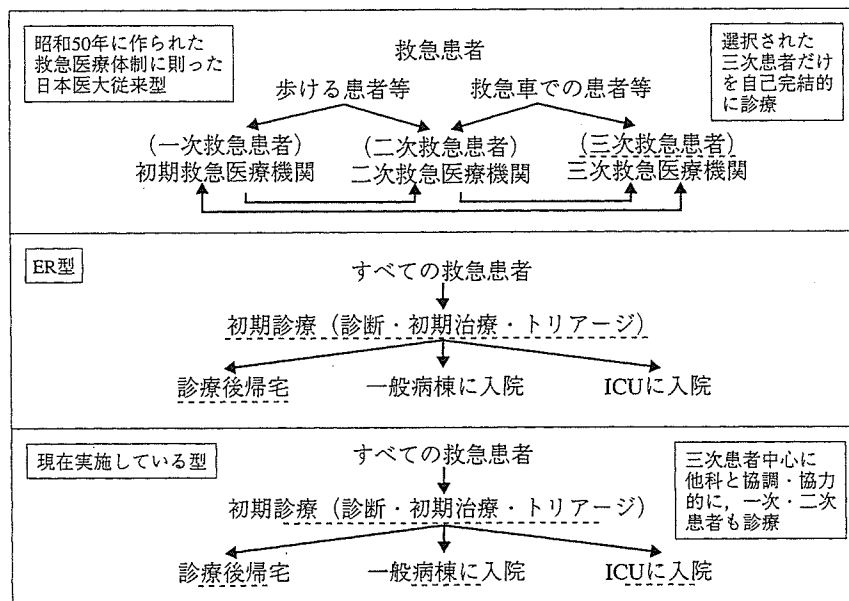 昭和50年に作られた
救急医療体制に則った
日本医大従来型
救急患者
選択された
三次患者だけ
を自己完結的
に診療
歩ける患者等
救急車での患者等
(一次救急患者)
初期救急医療機関
(二次救急患者)
二次救急医療機関
(三次救急患者)
三次救急医療機関
ER型
すべての救急患者
初期診療(診断・初期治療・トリアージ)
診療後帰宅
一般病棟に入院
ICUに入院
現在実施している型
すべての救急患者
三次患者中心に
他科と協調・協力
的に,一次・二次
患者も診療
初期診療(診断・初期治療・トリアージ)
診療後帰宅
一般病棟に入院
ICUに入院